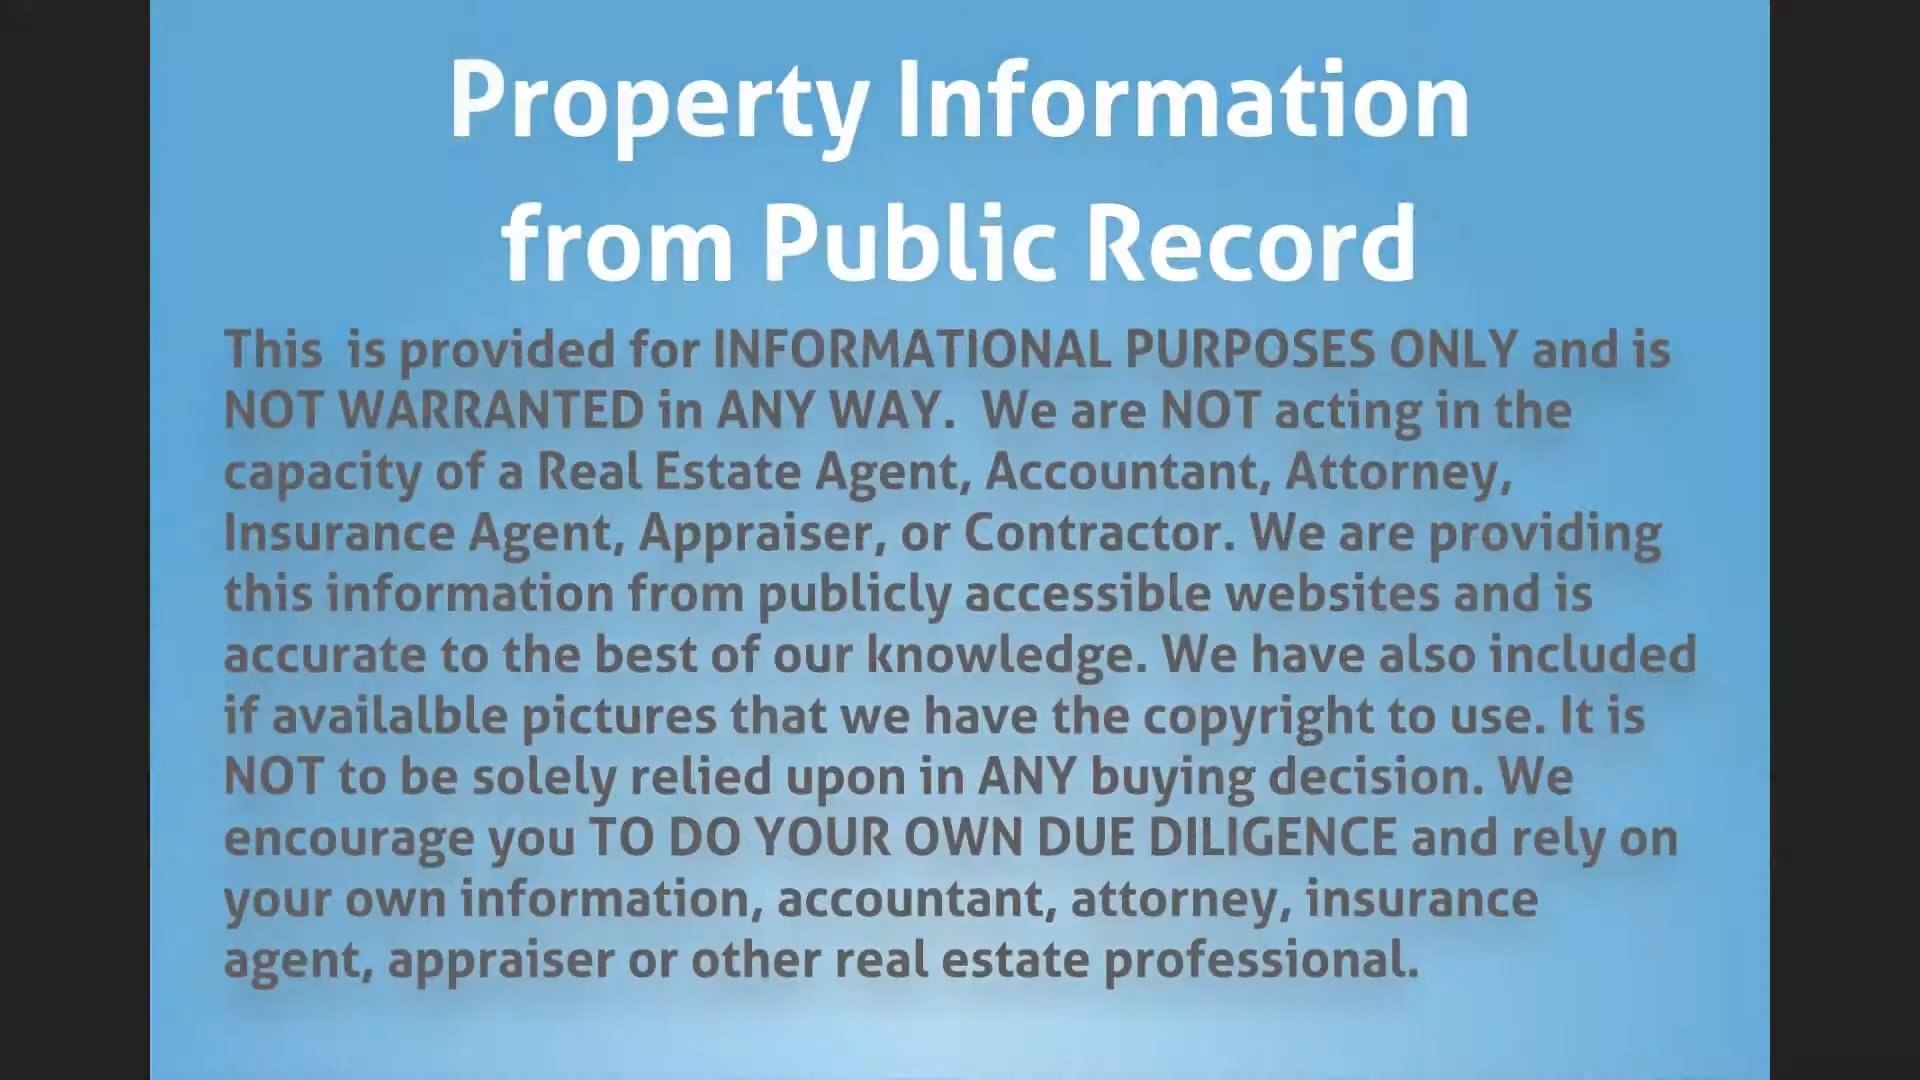 Property Information
from Public Record
This  is provided for INFORMATIONAL PURPOSES ONLY and is
NOT WARRANTED in ANY WAY.  We are NOT acting in the
capacity of a Real Estate Agent, Accountant, Attorney,
Insurance Agent, Appraiser, or Contractor. We are providing
this information from publicly accessible websites and is
accurate to the best of our knowledge. We have also included
if availalble pictures that we have the copyright to use. It is
NOT to be solely relied upon in ANY buying decision. We
encourage you TO DO YOUR OWN DUE DILIGENCE and rely on
your own information, accountant, attorney, insurance
agent, appraiser or other real estate professional.